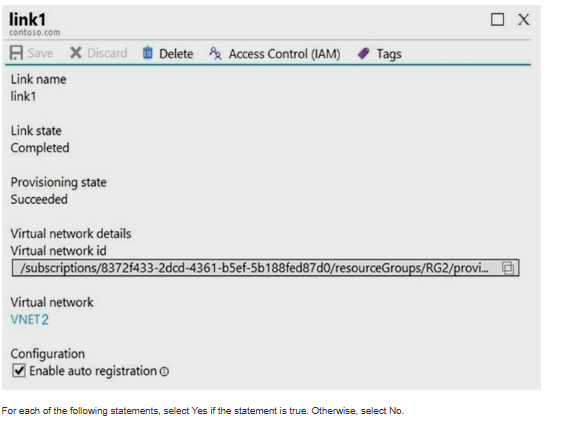 link1
contoso.com
Save Discard Delete Access Control (IAM) Tags
Link name
link1
Link state
Completed
Provisioning state
Succeeded
Virtual network details
Virtual network id
/subscriptions/8372f433-2dcd-4361-b5ef-5b188fed87d0/resourceGroups/RG2/provi...
Virtual network
VNET2
Configuration
Enable auto registration
For each of the following statements, select Yes if the statement is true. Otherwise, select No.